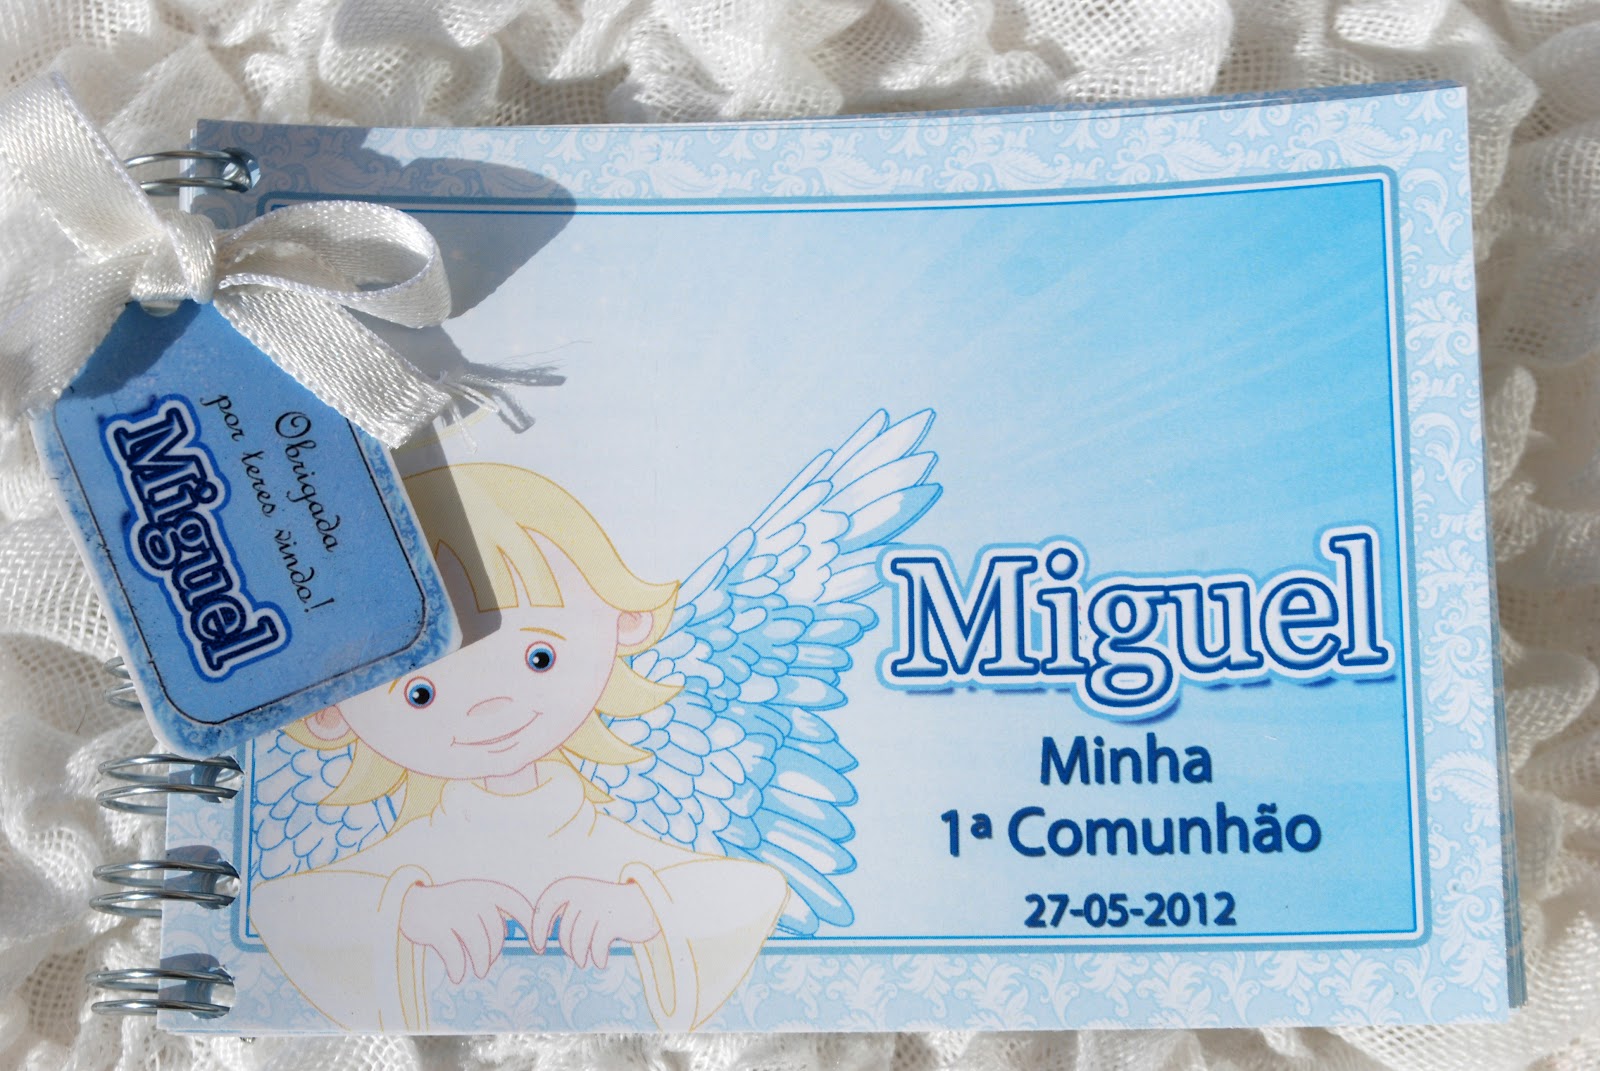 Obrigada
por teres vindo!
Miguel
Miguel
Minha
1ª Comunhão
27-05-2012